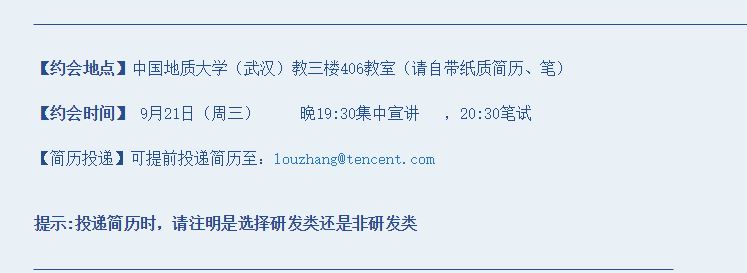 【约会地点】中国地质大学（武汉）教三楼406教室（请自带纸质简历、笔）
【约会时间】 9月21日（周三） 晚19:30集中宣讲 ，20:30笔试
【简历投递】可提前投递简历至：louzhang@tencent.com
提示:投递简历时，请注明是选择研发类还是非研发类